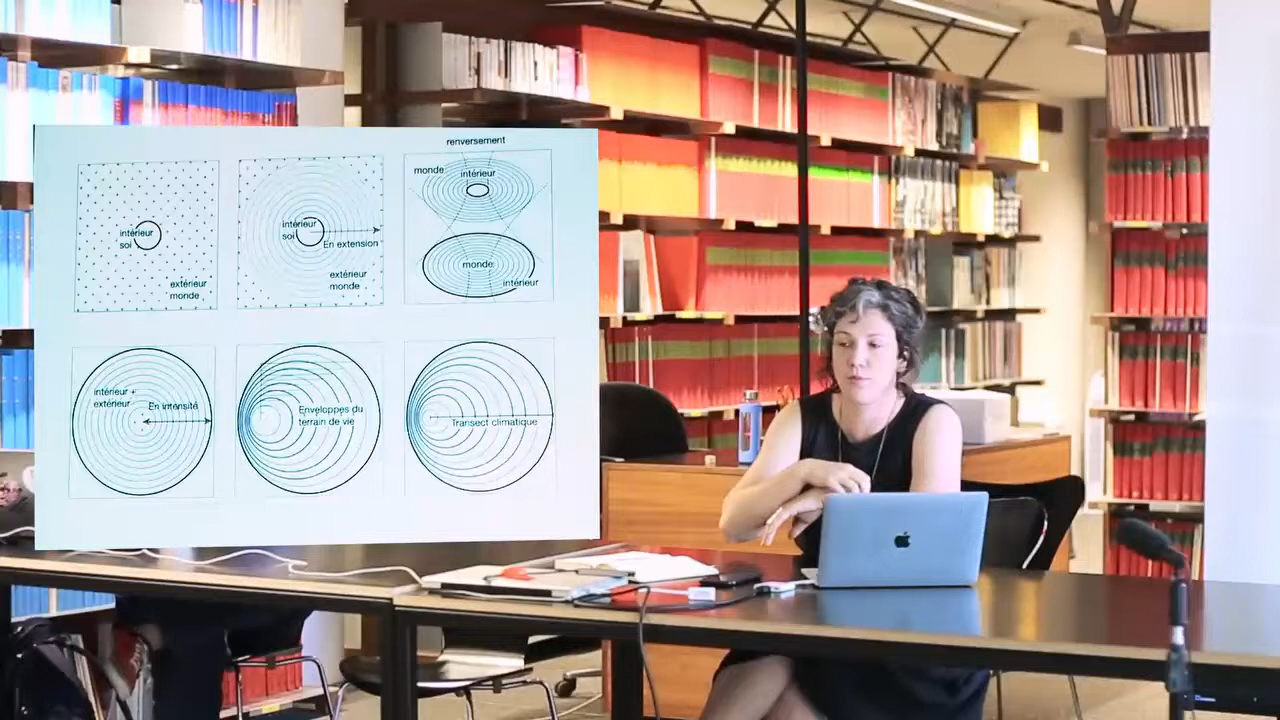 intérieur
soi
extérieur
monde
intérieur
soi
En extension
extérieur
monde
renversement
monde
intérieur
monde
intérieur
intérieur +
extérieur
En intensité
Enveloppes du
terrain de vie
Transect climatique